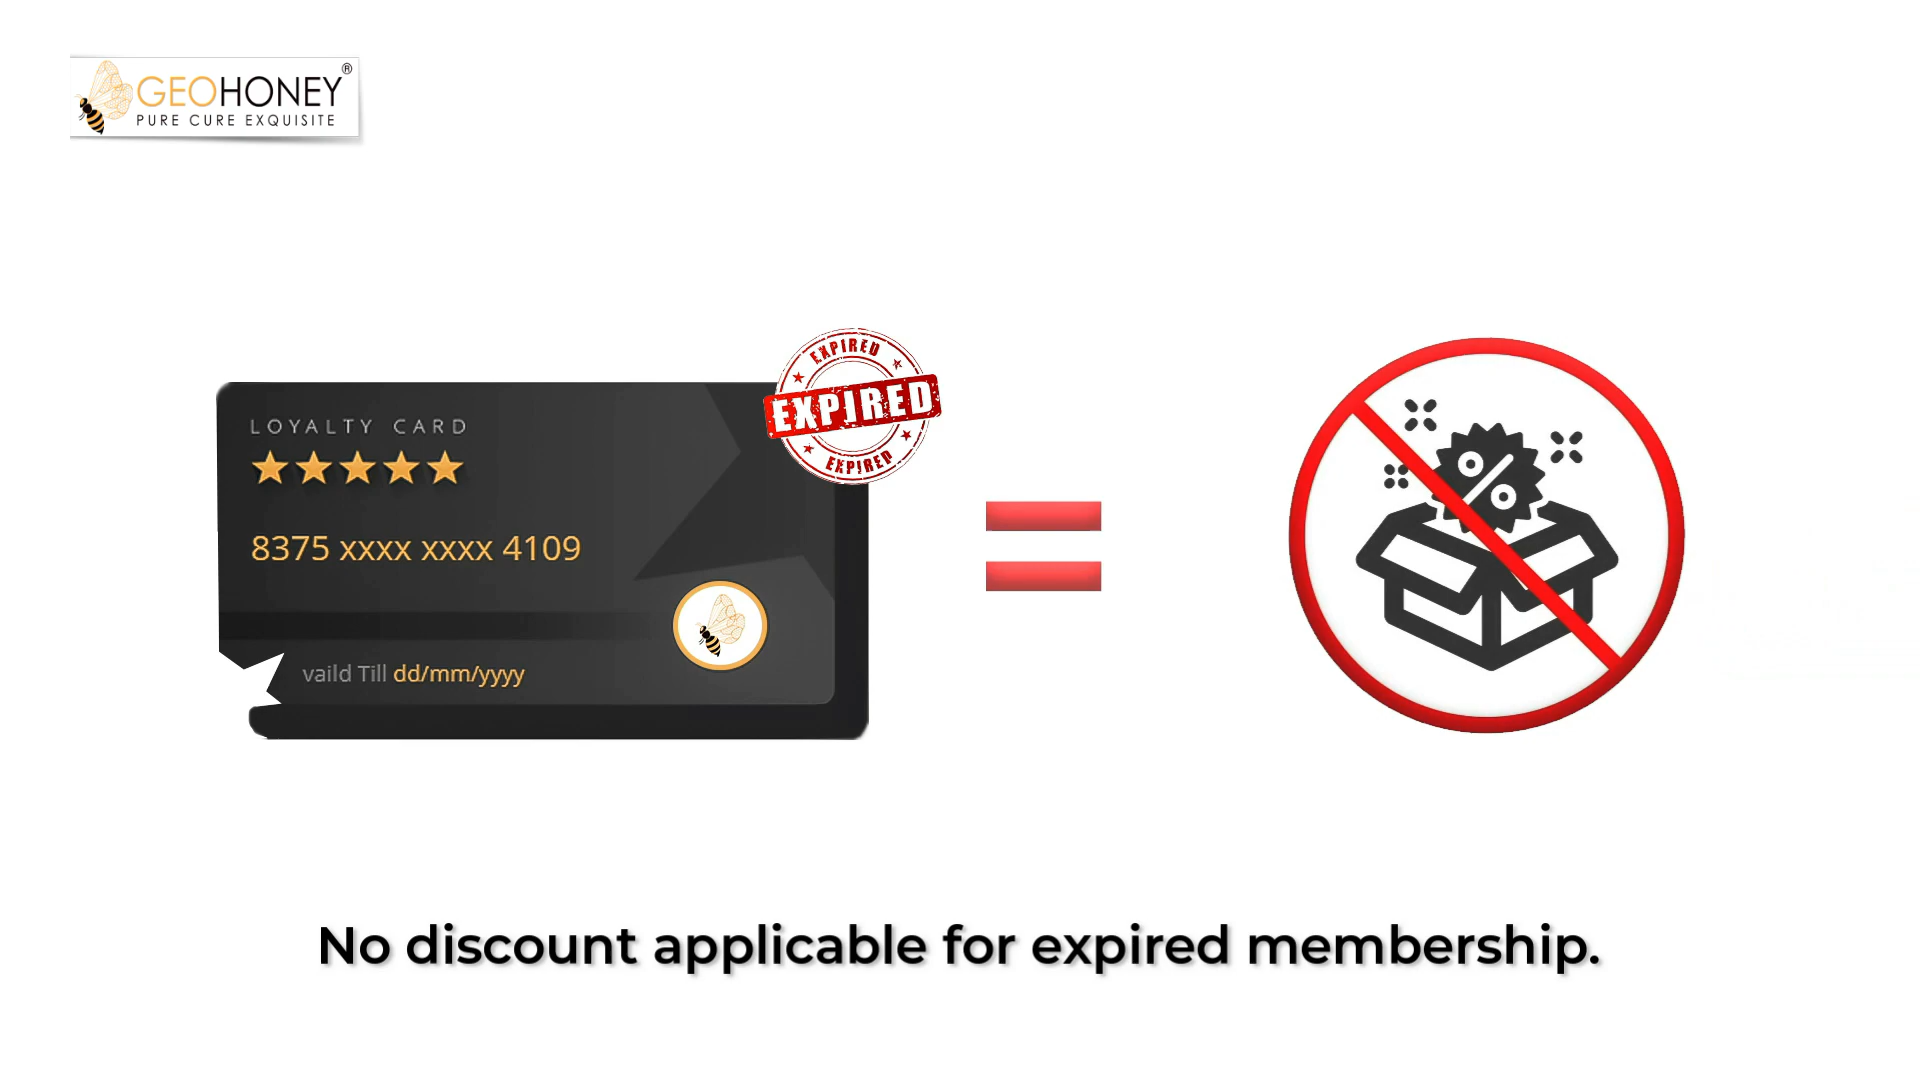 GEOHONEY®
PURE CURE EXQUISITE
EXPIRED
EXPIRED
EXPIRED
LOYALTY CARD
8375 xxxx xxxx 4109
vaild Till dd/mm/yyyy
No discount applicable for expired membership.